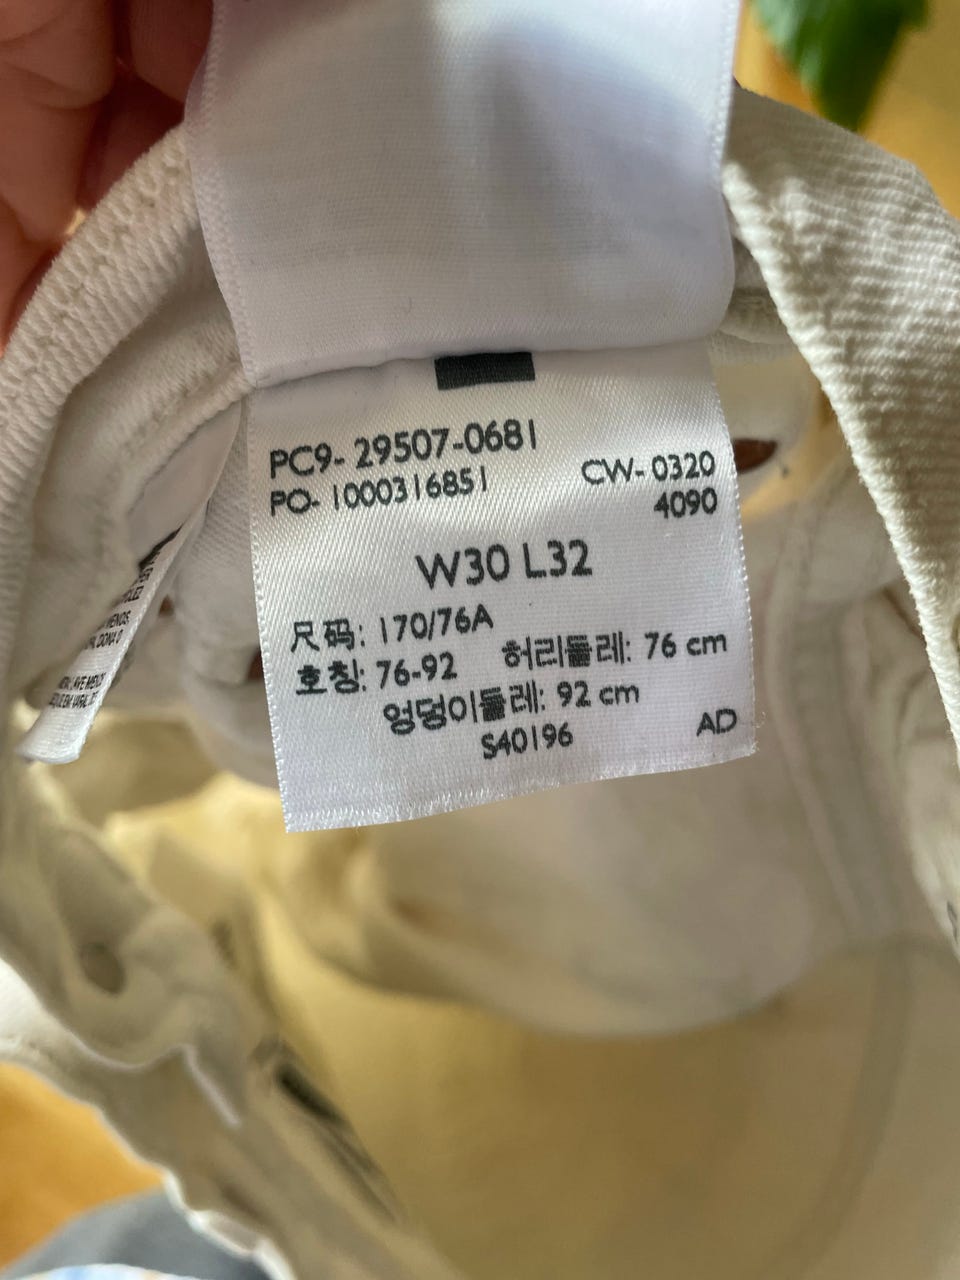 PC9- 29507-0681
PO- 1000316851
CW- 0320
4090
W30 L32
尺码: 170/76A
호칭: 76-92 허리둘레: 76 cm
엉덩이둘레: 92 cm
S40196
AD